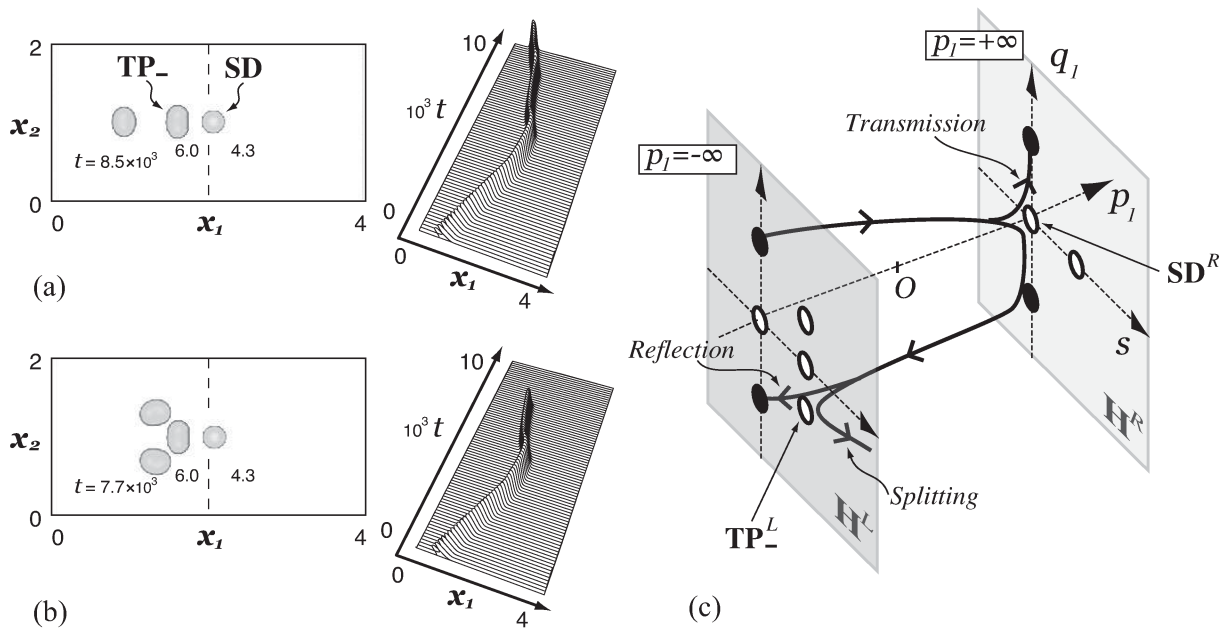 2
TP– SD
x₂
t = 8.5×10³ 6.0 4.3
0
0 x₁ 4
(a)
10
10³ t
0
0
x₁
4
2
x₂
t = 7.7×10³ 6.0 4.3
0
0 x₁ 4
(b)
10
10³ t
0
0
x₁
4
p₁=+∞
q₁
Transmission
p₁=-∞
p₁
SDᴿ
O
s
Reflection
Hᴿ
Splitting
Hᴸ
TP–ᴸ
(c)